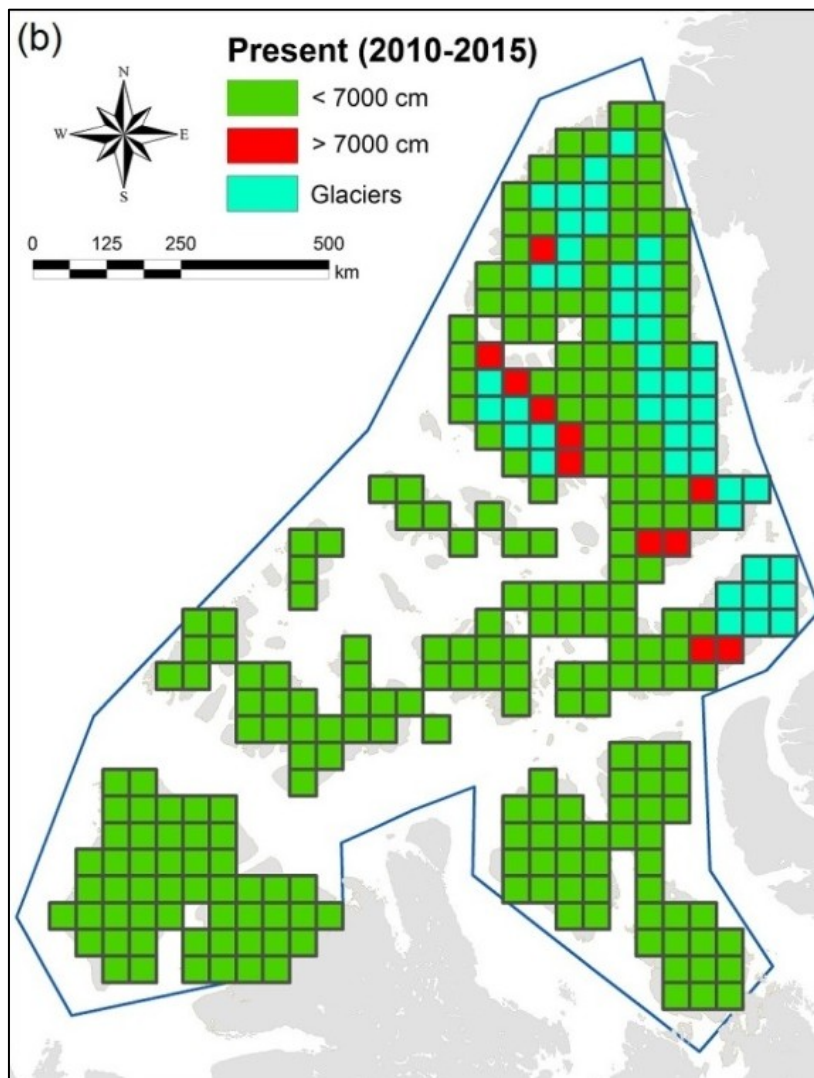 (b)
Present (2010-2015)
N
W E
S
< 7000 cm
> 7000 cm
Glaciers
0 125 250 500
km